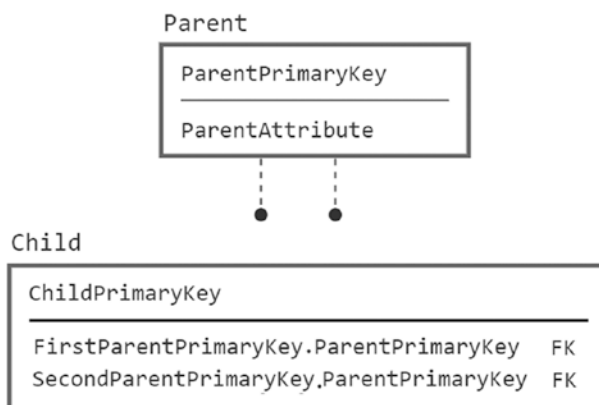 Parent
ParentPrimaryKey
ParentAttribute
Child
ChildPrimaryKey
FirstParentPrimaryKey.ParentPrimaryKey FK
SecondParentPrimaryKey.ParentPrimaryKey FK